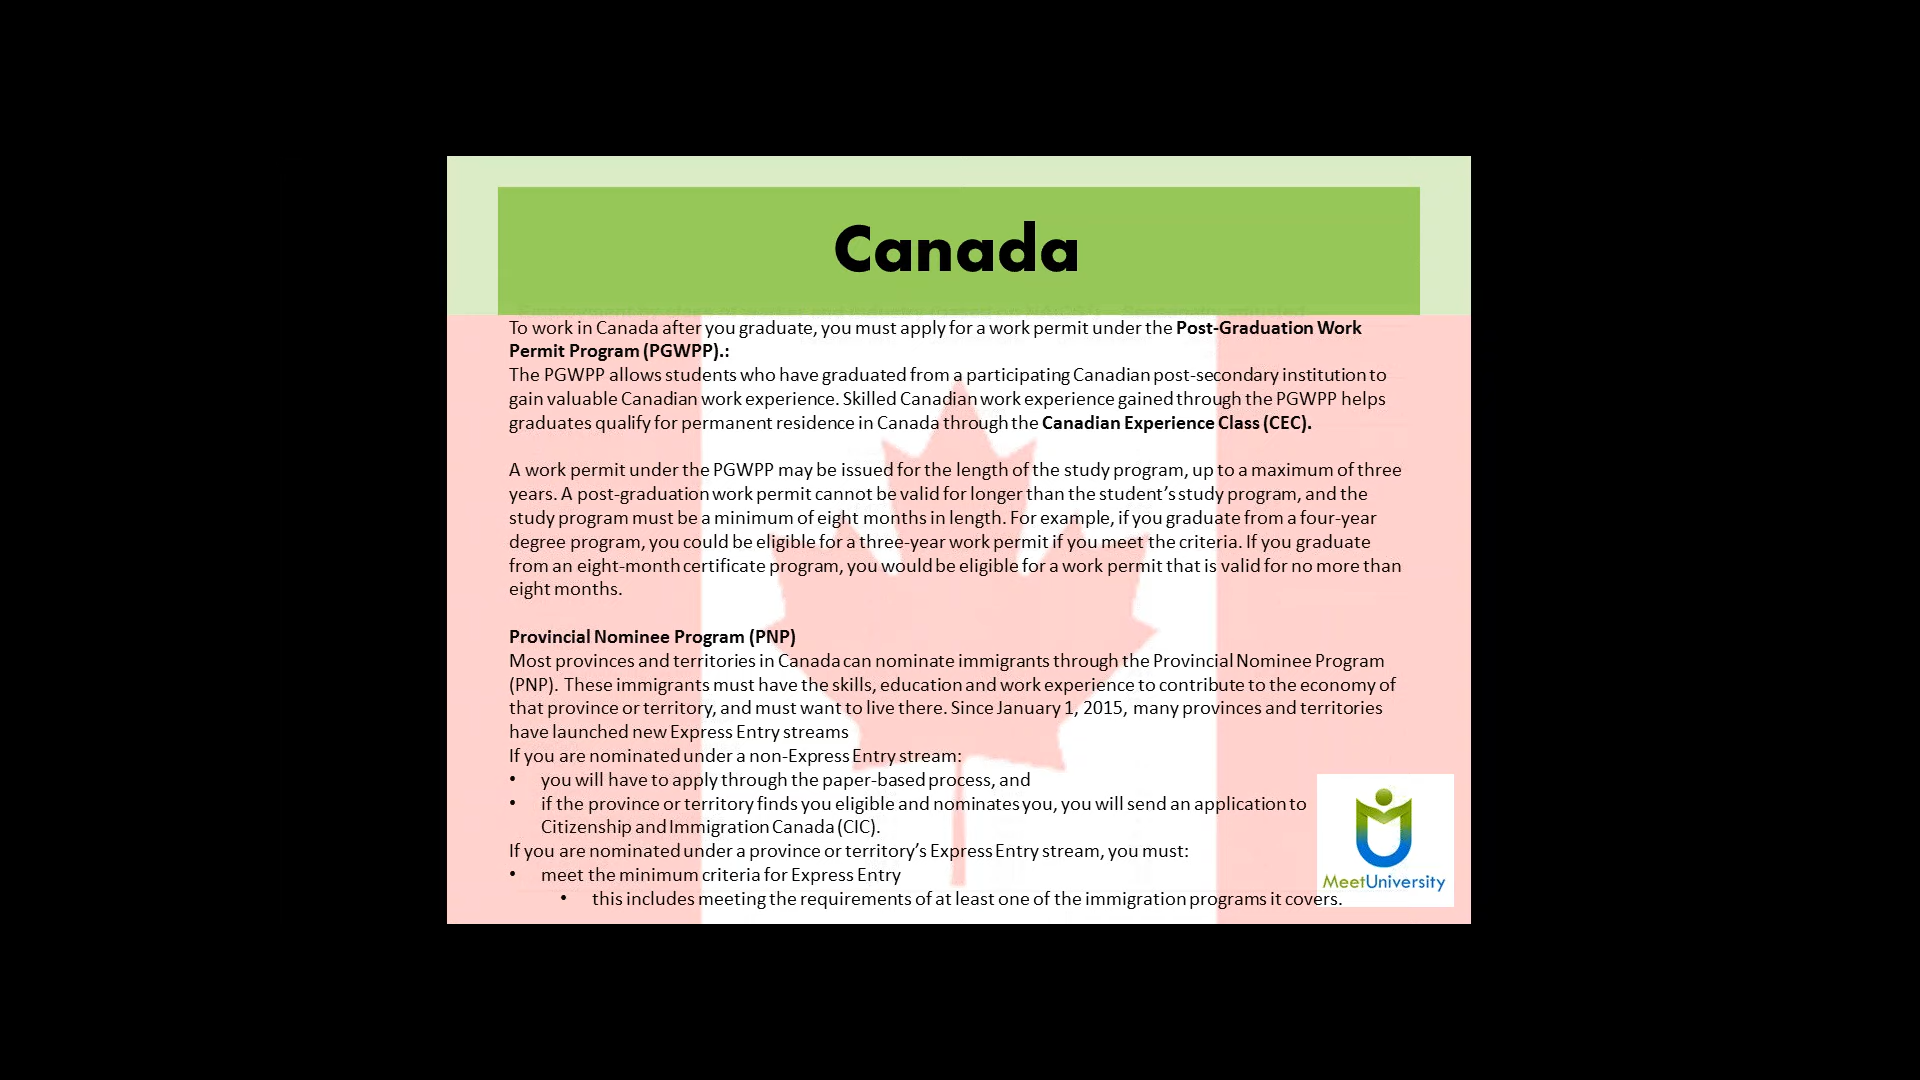 Canada
To work in Canada after you graduate, you must apply for a work permit under the Post-Graduation Work
Permit Program (PGWPP).:
The PGWPP allows students who have graduated from a participating Canadian post-secondary institution to
gain valuable Canadian work experience. Skilled Canadian work experience gained through the PGWPP helps
graduates qualify for permanent residence in Canada through the Canadian Experience Class (CEC).
A work permit under the PGWPP may be issued for the length of the study program, up to a maximum of three
years. A post-graduation work permit cannot be valid for longer than the student's study program, and the
study program must be a minimum of eight months in length. For example, if you graduate from a four-year
degree program, you could be eligible for a three-year work permit if you meet the criteria. If you graduate
from an eight-month certificate program, you would be eligible for a work permit that is valid for no more than
eight months.
Provincial Nominee Program (PNP)
Most provinces and territories in Canada can nominate immigrants through the Provincial Nominee Program
(PNP). These immigrants must have the skills, education and work experience to contribute to the economy of
that province or territory, and must want to live there. Since January 1, 2015, many provinces and territories
have launched new Express Entry streams
If you are nominated under a non-Express Entry stream:
• you will have to apply through the paper-based process, and
• if the province or territory finds you eligible and nominates you, you will send an application to
Citizenship and Immigration Canada (CIC).
If you are nominated under a province or territory's Express Entry stream, you must:
• meet the minimum criteria for Express Entry
• this includes meeting the requirements of at least one of the immigration programs it covers.
MeetUniversity